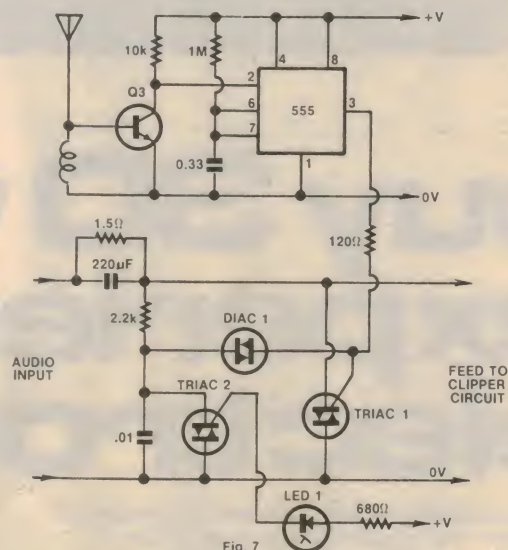 +V
10k
1M
4
8
Q3
2
6
7
555
3
0.33
1
0V
1.5Ω
120Ω
220µF
2.2k
DIAC 1
AUDIO
INPUT
TRIAC 2
FEED TO
CLIPPER
CIRCUIT
TRIAC 1
.01
0V
LED 1
680Ω
+V
Fig. 7